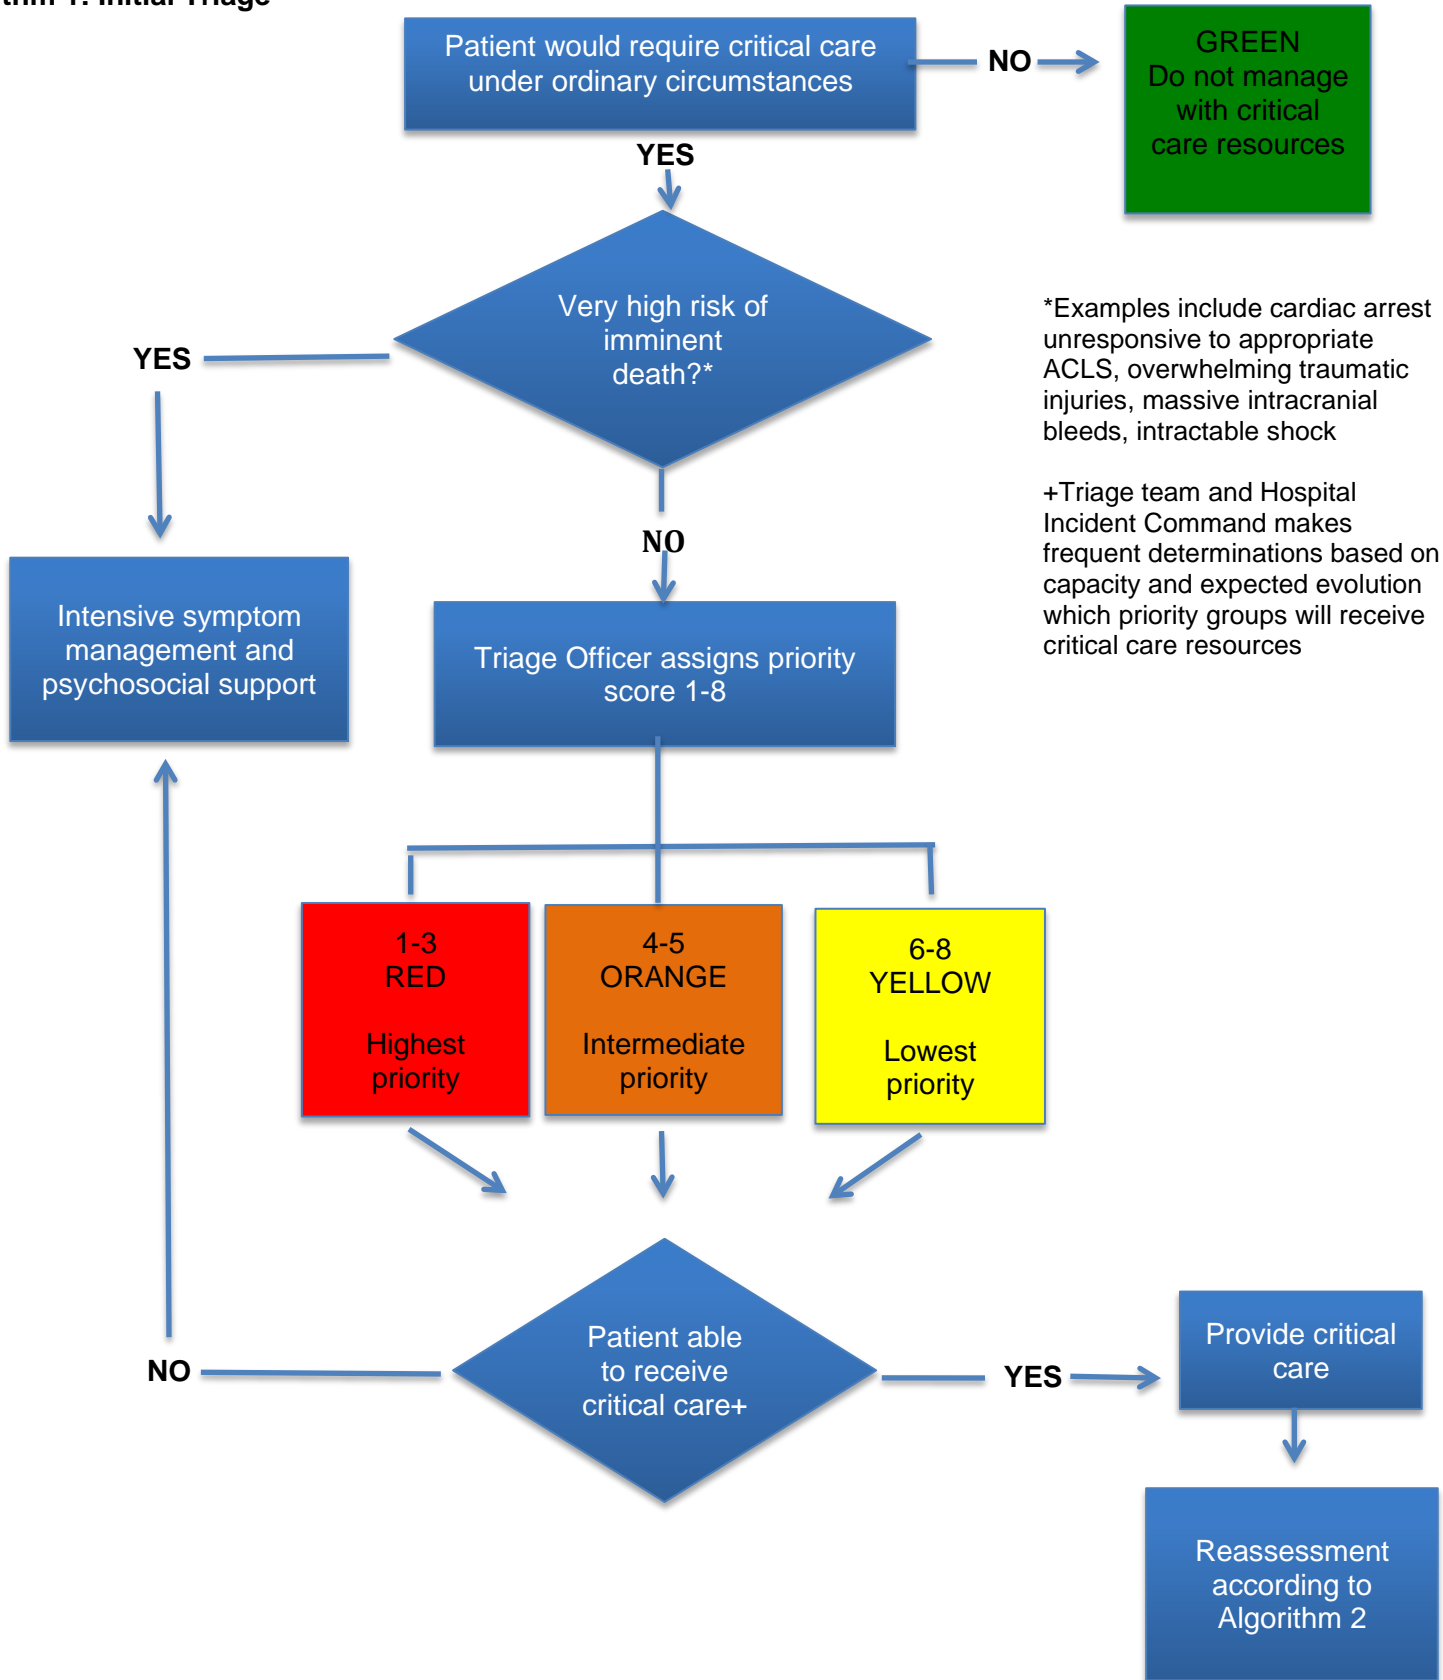 1: Initial Triage
Patient would require critical care
under ordinary circumstances
NO
GREEN
Do not manage
with critical
care resources
YES
Very high risk of
imminent
death?*
YES
*Examples include cardiac arrest
unresponsive to appropriate
ACLS, overwhelming traumatic
injuries, massive intracranial
bleeds, intractable shock
+Triage team and Hospital
Incident Command makes
frequent determinations based on
capacity and expected evolution
which priority groups will receive
critical care resources
NO
Intensive symptom
management and
psychosocial support
Triage Officer assigns priority
score 1-8
1-3
RED
Highest
priority
4-5
ORANGE
Intermediate
priority
6-8
YELLOW
Lowest
priority
Patient able
to receive
critical care+
NO
YES
Provide critical
care
Reassessment
according to
Algorithm 2